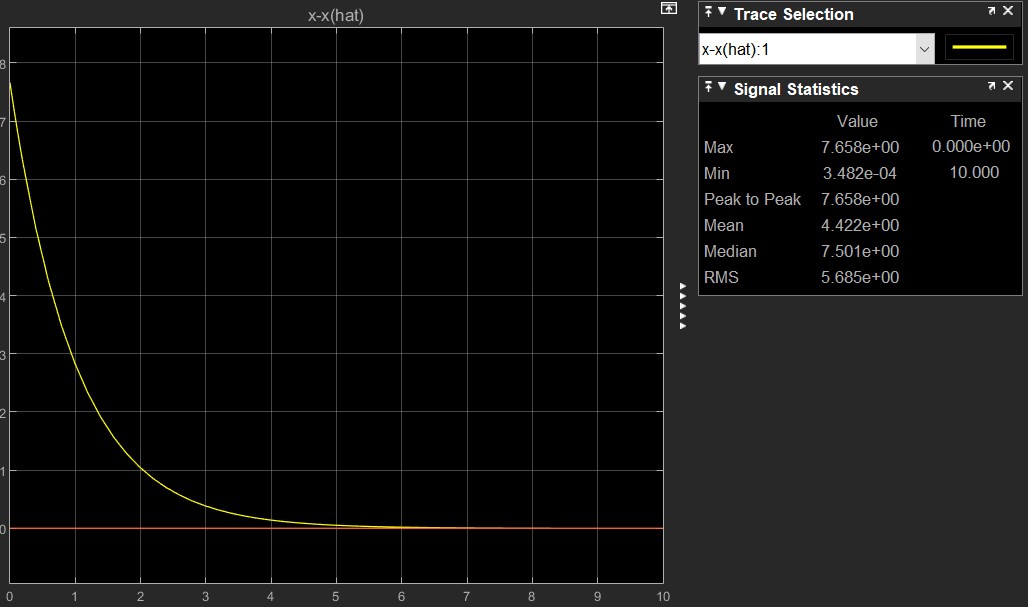 x-x(hat)
8
7
6
5
4
3
2
1
0
0 1 2 3 4 5 6 7 8 9 10
Trace Selection
x-x(hat):1
Signal Statistics
Value Time
Max 7.658e+00 0.000e+00
Min 3.482e-04 10.000
Peak to Peak 7.658e+00
Mean 4.422e+00
Median 7.501e+00
RMS 5.685e+00